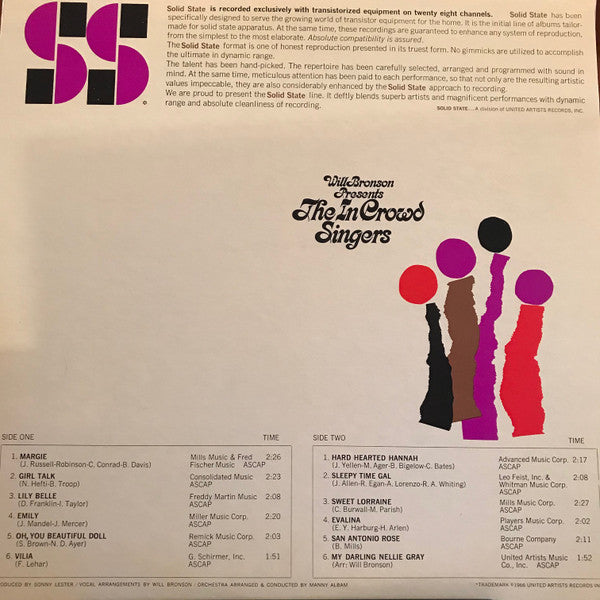 SS
Solid State is recorded exclusively with transistorized equipment on twenty eight channels. Solid State has been
specifically designed to serve the growing world of transistor equipment for the home. It is the initial line of albums tailor-
made for solid state apparatus. At the same time, these recordings are guaranteed to enhance any system of reproduction,
from the simplest to the most elaborate. Absolute compatibility is assured.
The Solid State format is one of honest reproduction presented in its truest form. No gimmicks are utilized to accomplish
the ultimate in dynamic range.
The talent has been hand-picked. The repertoire has been carefully selected, arranged and programmed with sound in
mind. At the same time, meticulous attention has been paid to each performance, so that not only are the resulting artistic
values impeccable, they are also considerably enhanced by the Solid State approach to recording.
We are proud to present the Solid State line. It deftly blends superb artists and magnificent performances with dynamic
range and absolute cleanliness of recording.
SOLID STATE...A division of UNITED ARTISTS RECORDS, INC.
Will Bronson
Presents
The In Crowd
Singers
SIDE ONE TIME
1. MARGIE Mills Music & Fred 2:26
(J. Russell-Robinson-C. Conrad-B. Davis) Fischer Music ASCAP
2. GIRL TALK Consolidated Music 2:23
(N. Hefti-B. Troop) ASCAP
3. LILY BELLE Freddy Martin Music 2:08
(D. Franklin-I. Taylor) ASCAP
4. EMILY Miller Music Corp. 2:20
(J. Mandel-J. Mercer) ASCAP
5. OH, YOU BEAUTIFUL DOLL Remick Music Corp. 2:03
(S. Brown-N. D. Ayer) ASCAP
6. VILIA G. Schirmer, Inc. 1:51
(F. Lehar) ASCAP
SIDE TWO TIME
1. HARD HEARTED HANNAH Advanced Music Corp. 2:17
(J. Yellen-M. Ager-B. Bigelow-C. Bates) ASCAP
2. SLEEPY TIME GAL Leo Feist, Inc. & 2:08
(J. Allen-R. Egan-A. Lorenzo-R. A. Whiting) Whitman Music Corp.
ASCAP
3. SWEET LORRAINE Mills Music Corp. 2:27
(C. Burwall-M. Parish) ASCAP
4. EVALINA Players Music Corp. 2:02
(E. Y. Harburg-H. Arlen) ASCAP
5. SAN ANTONIO ROSE Bourne Company 2:11
(B. Mills) ASCAP
6. MY DARLING NELLIE GRAY United Artists Music 1:52
(Arr: Will Bronson) Co., Inc. ASCAP
ODUCED BY SONNY LESTER/VOCAL ARRANGEMENTS BY WILL BRONSON/ORCHESTRA ARRANGED & CONDUCTED BY MANNY ALBAM
*TRADEMARK ©1966 UNITED ARTISTS RECORDS IN